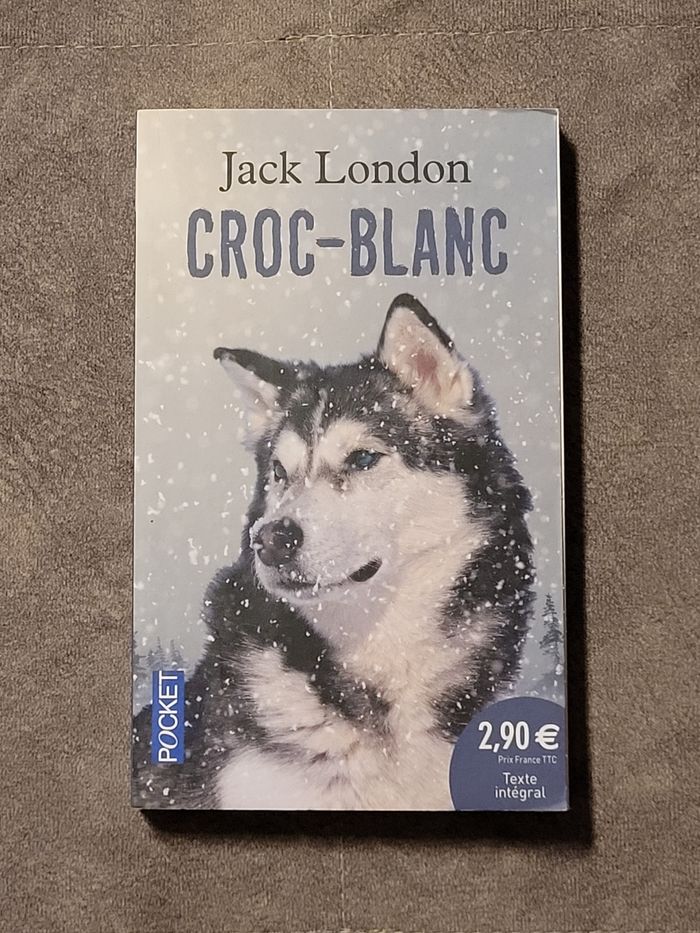 Jack London
CROC-BLANC
POCKET
2,90 €
Prix France TTC
Texte
intégral